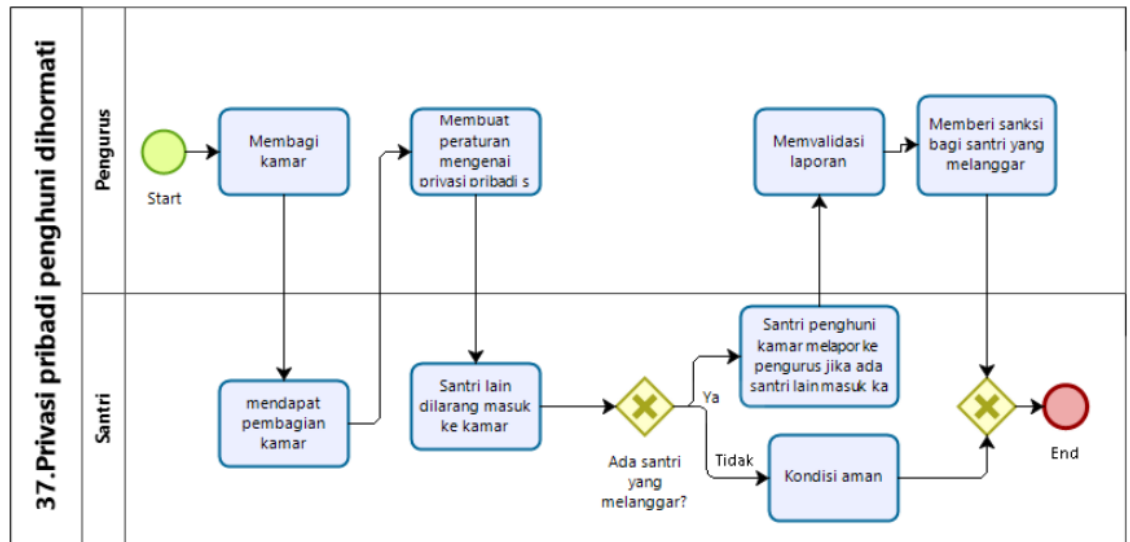 37.Privasi pribadi penghuni dihormati
Pengurus
Start
Membagi
kamar
Membuat
peraturan
mengenai
privasi pribadi s
Memvalidasi
laporan
Memberi sanksi
bagi santri yang
melanggar
Santri
mendapat
pembagian
kamar
Santri lain
dilarang masuk
ke kamar
Ada santri
yang
melanggar?
Ya
Tidak
Santri penghuni
kamar melapor ke
pengurus jika ada
santri lain masuk ka
Kondisi aman
End